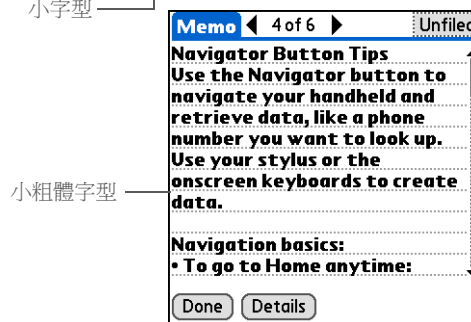 小字型
Memo 4 of 6 Unfiled
Navigator Button Tips
Use the Navigator button to
navigate your handheld and
retrieve data, like a phone
number you want to look up.
Use your stylus or the
小粗體字型
onscreen keyboards to create
data.
Navigation basics:
• To go to Home anytime:
Done Details